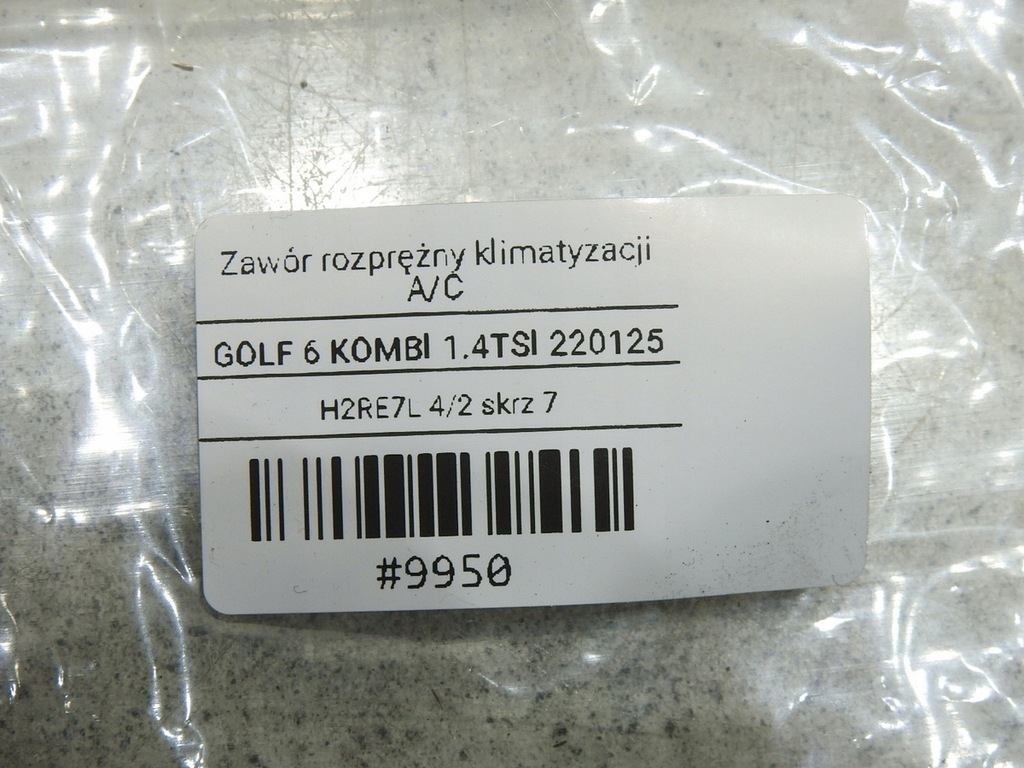 Zawór rozprężny klimatyzacji
A/C
GOLF 6 KOMBI 1.4TSI 220125
H2RE7L 4/2 skrz 7
#9950